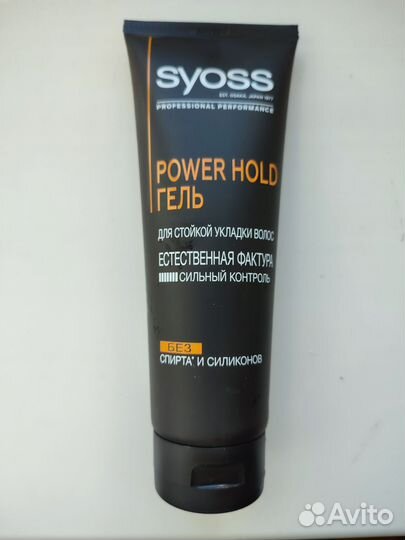 syoss
EST. OSAKA, JAPAN 1977
PROFESSIONAL PERFORMANCE
POWER HOLD
ГЕЛЬ
ДЛЯ СТОЙКОЙ УКЛАДКИ ВОЛОС
ЕСТЕСТВЕННАЯ ФАКТУРА
СИЛЬНЫЙ КОНТРОЛЬ
БЕЗ
СПИРТА* И СИЛИКОНОВ
Avito